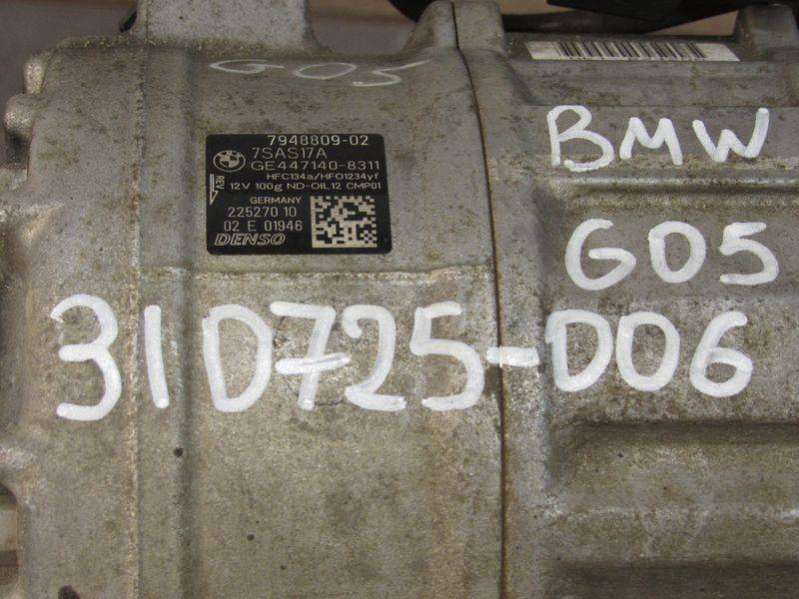 G05
7948809-02
7SAS17A
GE447140-8311
HFC134a/HFO1234yf
12V 100g ND-OIL12 CMP01
REV
GERMANY
225270 10
02 E 01946
DENSO
BMW
G05
31D725-D06